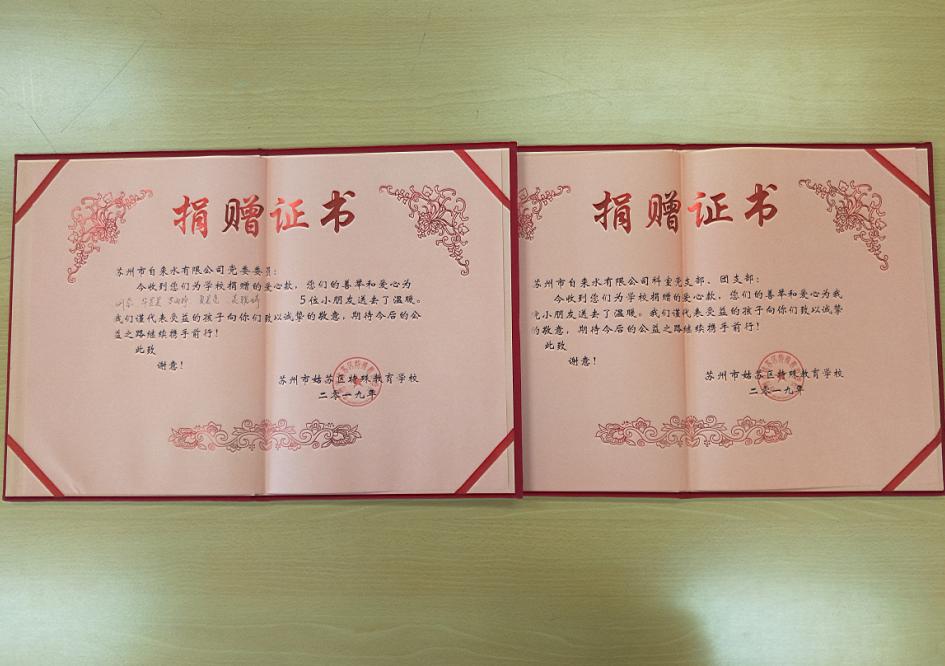 捐赠证书
苏州市自来水有限公司党委委员:
今收到您们为学校捐赠的爱心款，您们的善举和爱心为
5位小朋友送去了温暖。
我们谨代表受益的孩子向你们致以诚挚的敬意，期待今后的公
益之路继续携手前行!
此致
谢意!
苏州市姑苏区特殊教育学校
二零一九年
捐赠证书
苏州市自来水有限公司科室党支部、团支部:
今收到您们为学校捐赠的爱心款，您们的善举和爱心为我
小朋友送去了温暖。我们谨代表受益的孩子向你们致以诚挚
的敬意，期待今后的公益之路继续携手前行!
此致
谢意!
苏州市姑苏区特殊教育学校
二零一九年